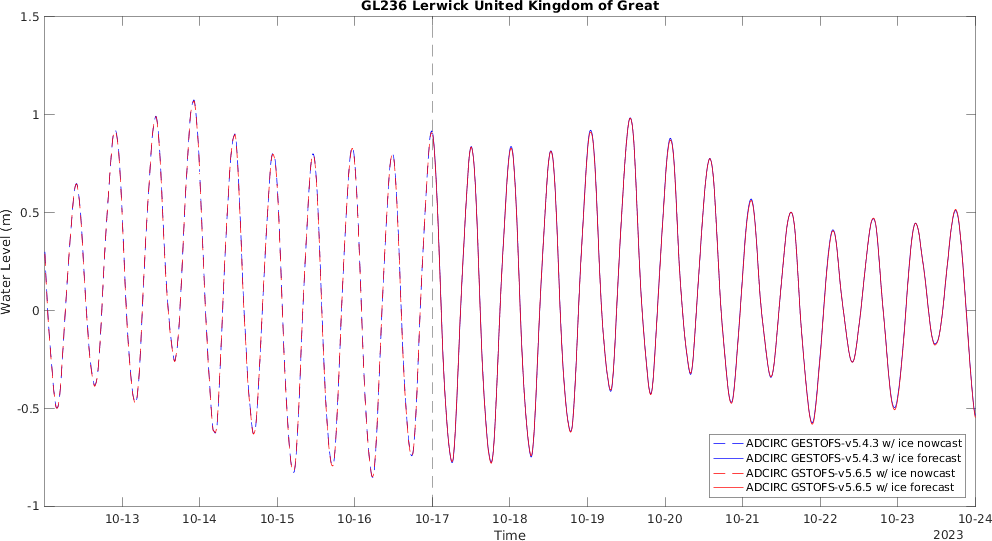 GL236 Lerwick United Kingdom of Great
1.5
1
0.5
0
-0.5
-1
Water Level (m)
10-13 10-14 10-15 10-16 10-17 10-18 10-19 10-20 10-21 10-22 10-23 10-24
Time
2023
ADCIRC GESTOFS-v5.4.3 w/ ice nowcast
ADCIRC GESTOFS-v5.4.3 w/ ice forecast
ADCIRC GSTOFS-v5.6.5 w/ ice nowcast
ADCIRC GSTOFS-v5.6.5 w/ ice forecast